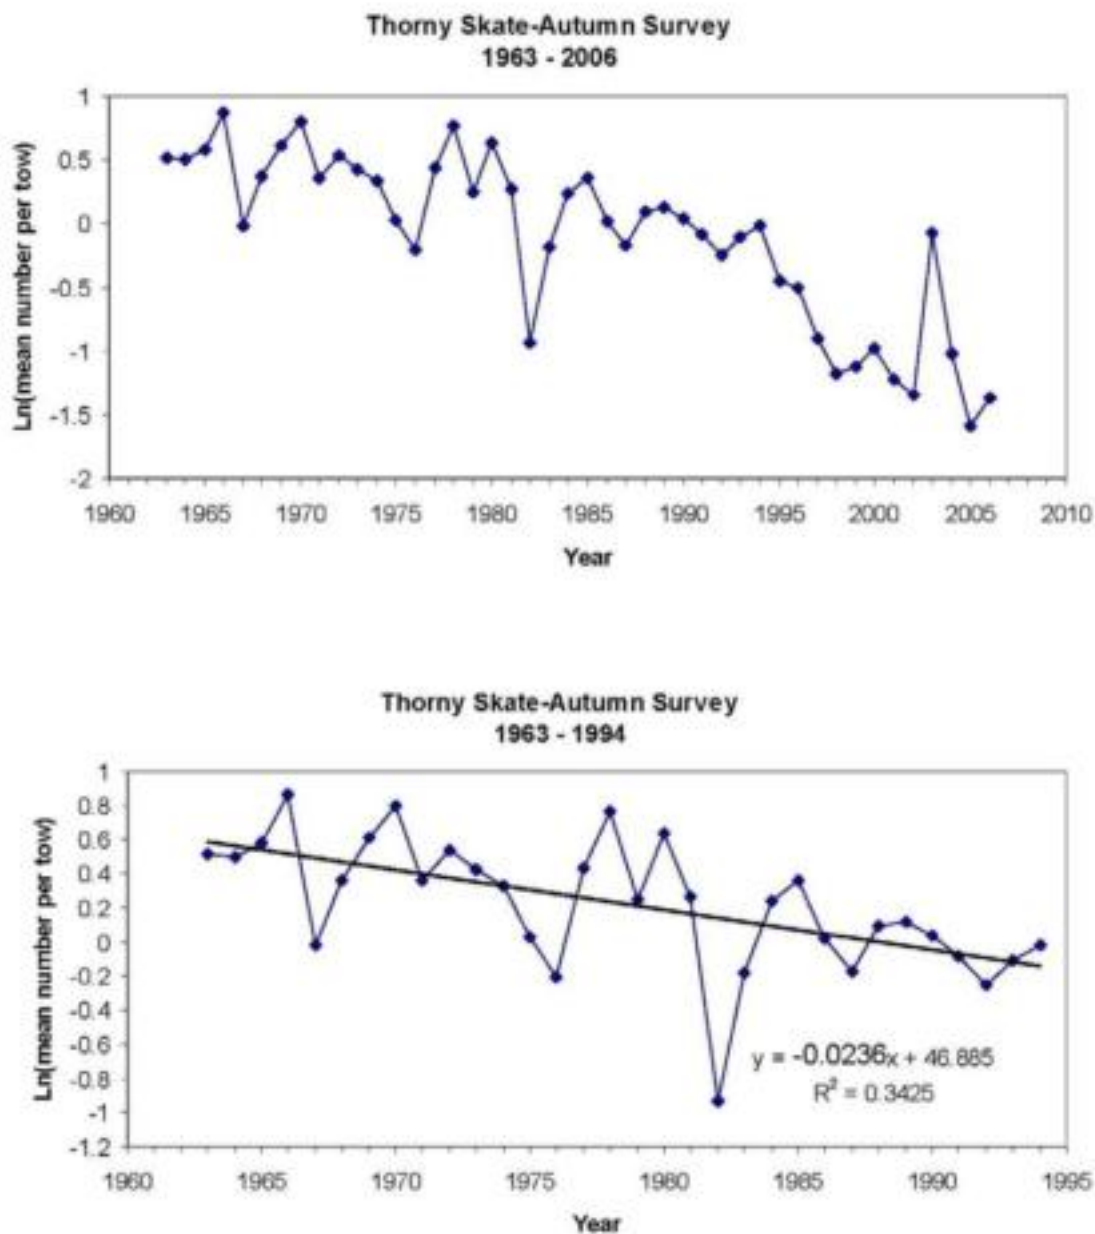 Thorny Skate-Autumn Survey
1963 - 2006
Ln(mean number per tow)
1
0.5
0
-0.5
-1
-1.5
-2
1960 1965 1970 1975 1980 1985 1990 1995 2000 2005 2010
Year
Thorny Skate-Autumn Survey
1963 - 1994
Ln(mean number per tow)
1
0.8
0.6
0.4
0.2
0
-0.2
-0.4
-0.6
-0.8
-1
-1.2
y = -0.0236x + 46.885
R² = 0.3425
1960 1965 1970 1975 1980 1985 1990 1995
Year